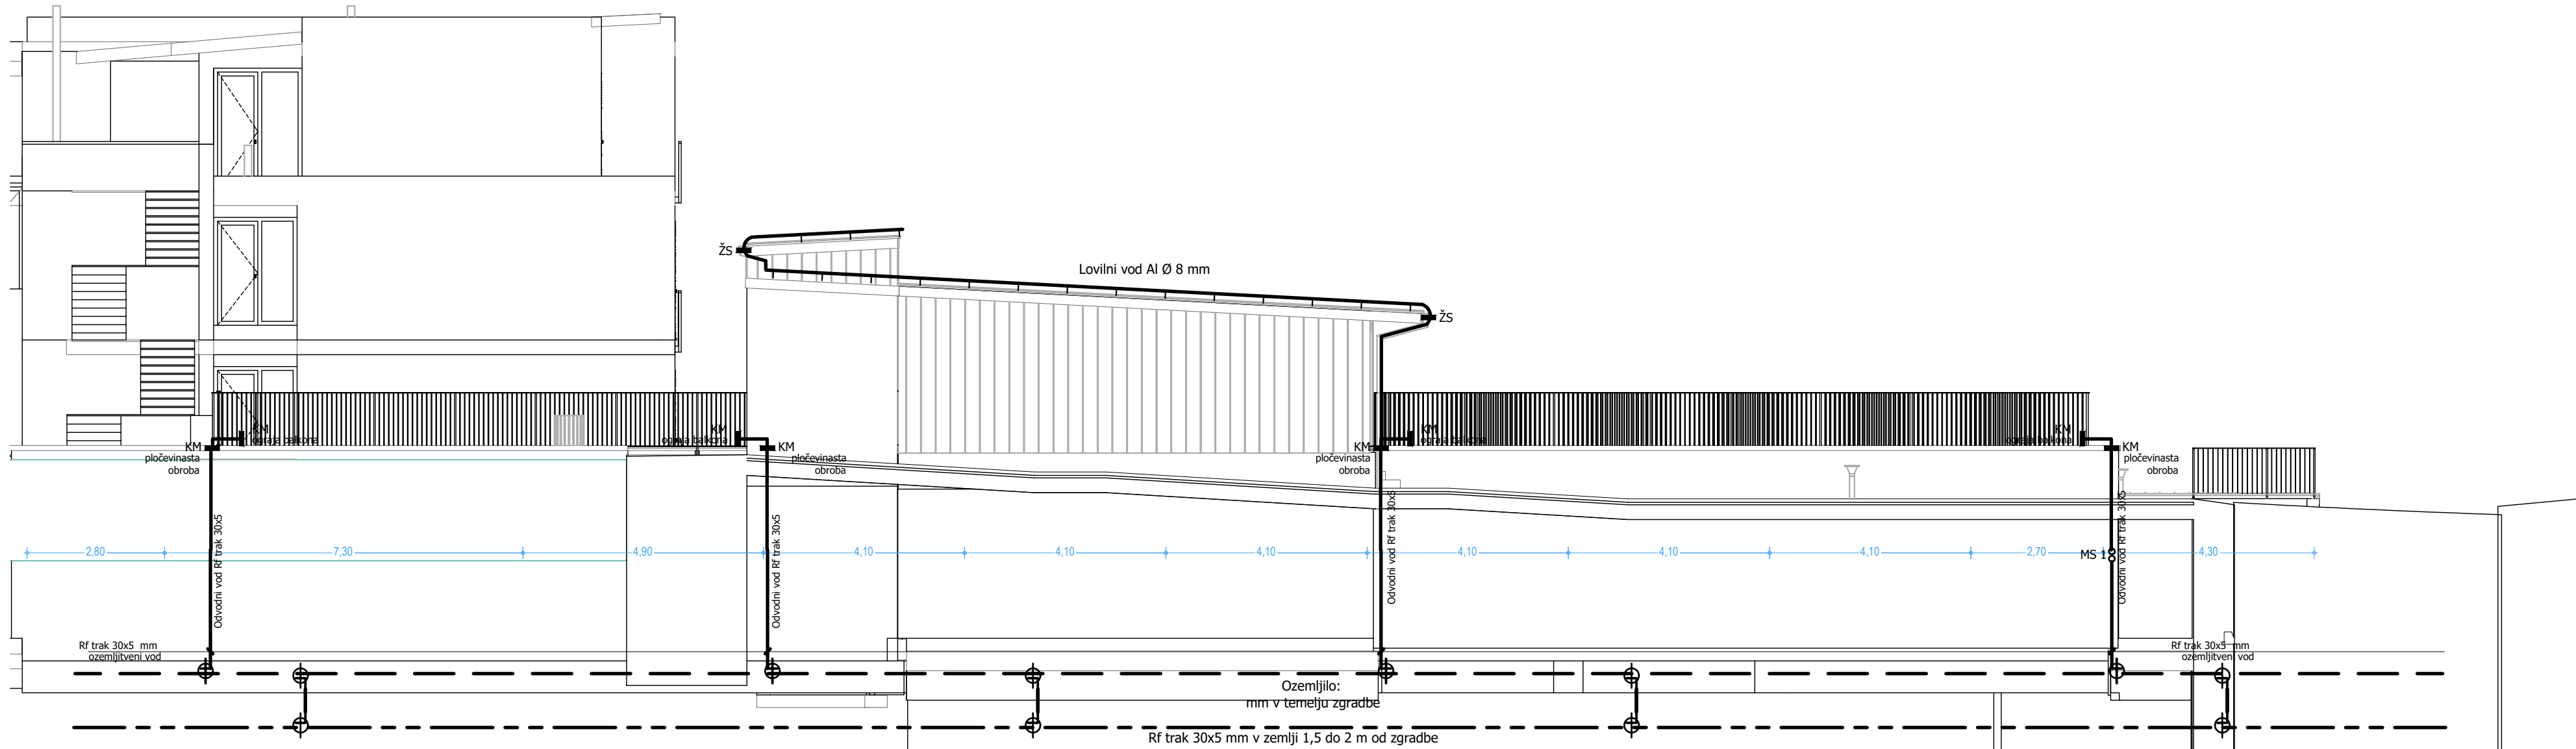 ŽS
Lovilni vod Al Ø 8 mm
ŽS
KM
ograja balkona
KM
ograja balkona
KM
ograja balkona
KM
ograja balkona
KM
pločevinasta
obroba
KM
pločevinasta
obroba
KM
pločevinasta
obroba
KM
pločevinasta
obroba
Odvodni vod Rf trak 30x5
Odvodni vod Rf trak 30x5
Odvodni vod Rf trak 30x5
Odvodni vod Rf trak 30x5
2,80
7,30
4,90
4,10
4,10
4,10
4,10
4,10
4,10
2,70
MS 1
4,30
Rf trak 30x5 mm
ozemljitveni vod
Rf trak 30x5 mm
ozemljitveni vod
Ozemljilo:
mm v temelju zgradbe
Rf trak 30x5 mm v zemlji 1,5 do 2 m od zgradbe